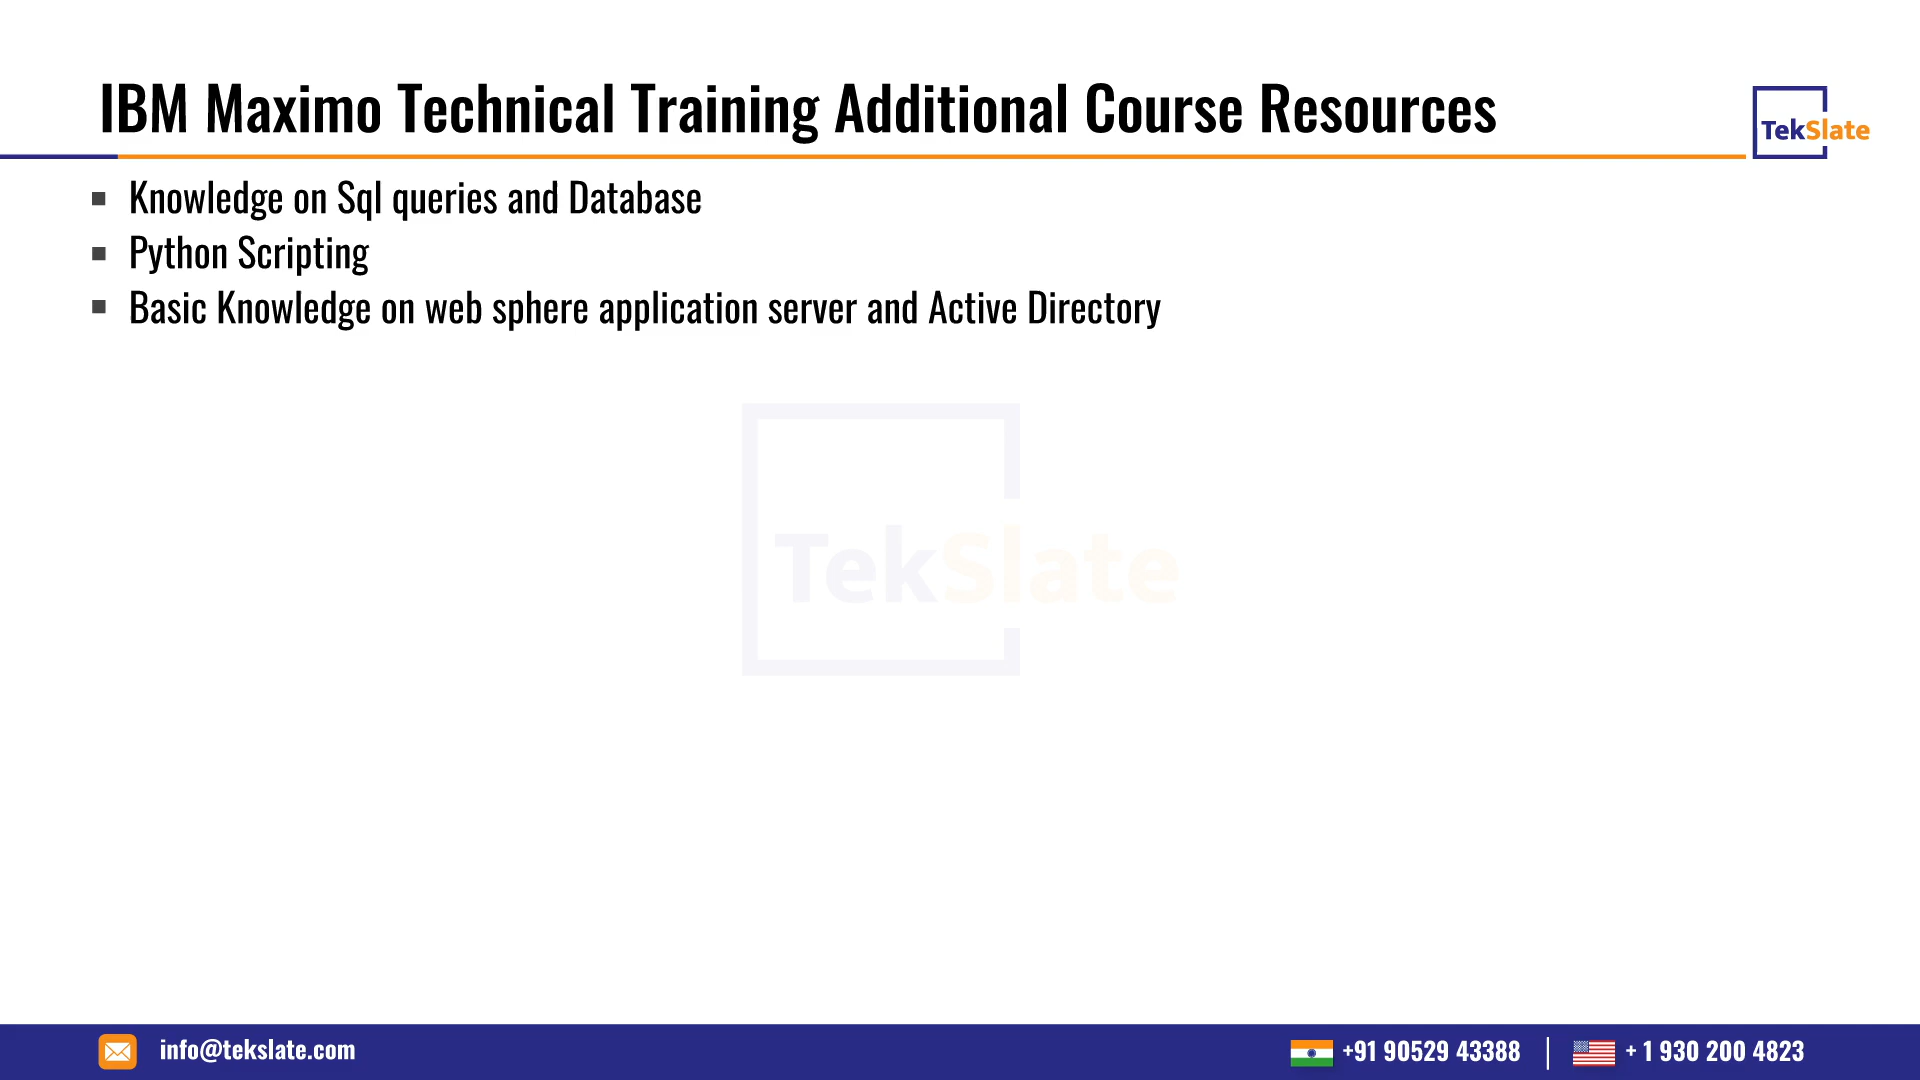 IBM Maximo Technical Training Additional Course Resources
TekSlate
Knowledge on Sql queries and Database
Python Scripting
Basic Knowledge on web sphere application server and Active Directory
TekSlate
info@tekslate.com
+91 90529 43388
+ 1 930 200 4823